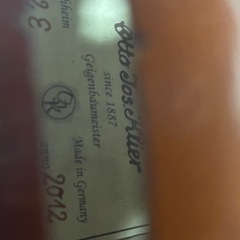 Otto Jos. Klier
since 1887
Geigenbaumeister
Made in Germany
2012